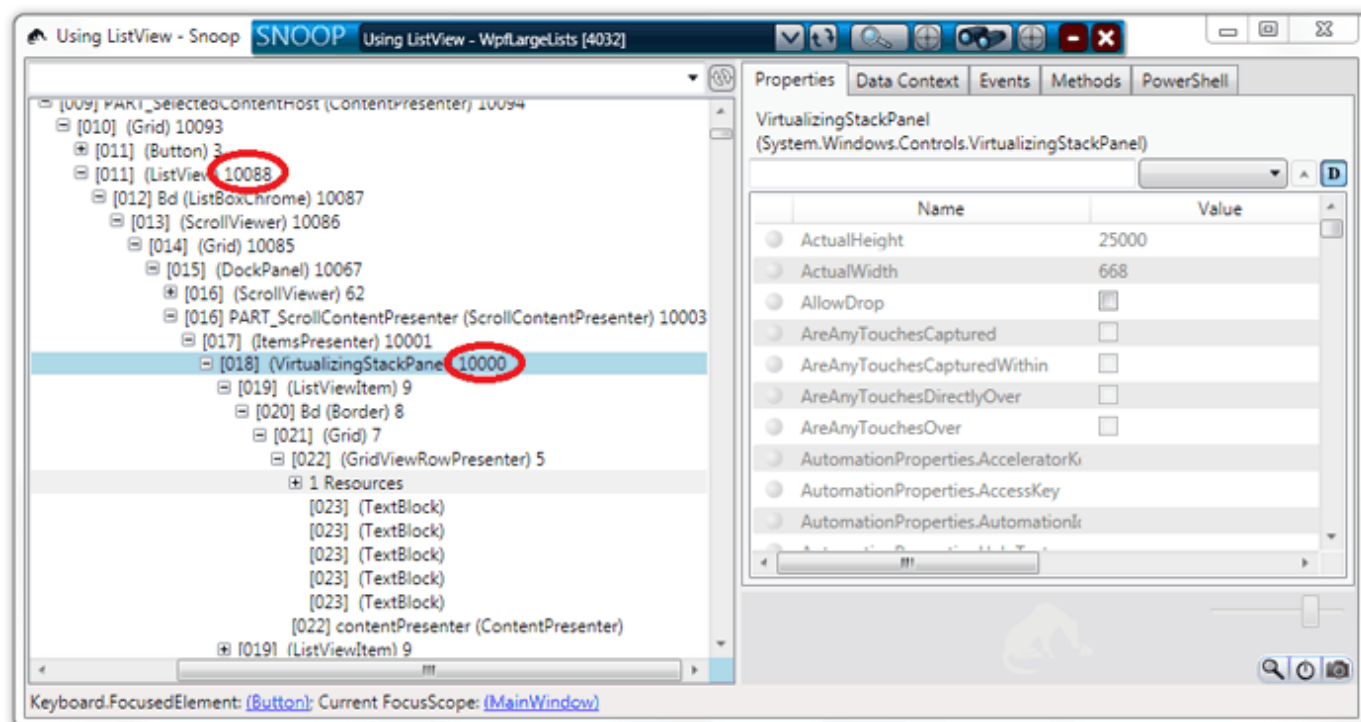 Using ListView - Snoop SNOOP Using ListView - WpfLargeLists [4032]
[009] PART_SelectedContentHost (ContentPresenter) 10094
[010] (Grid) 10093
[011] (Button) 3
[011] (ListView) 10088
[012] Bd (ListBoxChrome) 10087
[013] (ScrollViewer) 10086
[014] (Grid) 10085
[015] (DockPanel) 10067
[016] (ScrollViewer) 62
[016] PART_ScrollContentPresenter (ScrollContentPresenter) 10003
[017] (ItemsPresenter) 10001
[018] (VirtualizingStackPanel) 10000
[019] (ListViewItem) 9
[020] Bd (Border) 8
[021] (Grid) 7
[022] (GridViewRowPresenter) 5
1 Resources
[023] (TextBlock)
[023] (TextBlock)
[023] (TextBlock)
[023] (TextBlock)
[023] (TextBlock)
[022] contentPresenter (ContentPresenter)
[019] (ListViewItem) 9
Keyboard.FocusedElement: (Button); Current FocusScope: (MainWindow)
Properties Data Context Events Methods PowerShell
VirtualizingStackPanel
(System.Windows.Controls.VirtualizingStackPanel)
D
Name Value
ActualHeight 25000
ActualWidth 668
AllowDrop
AreAnyTouchesCaptured
AreAnyTouchesCapturedWithin
AreAnyTouchesDirectlyOver
AreAnyTouchesOver
AutomationProperties.AcceleratorK
AutomationProperties.AccessKey
AutomationProperties.AutomationI